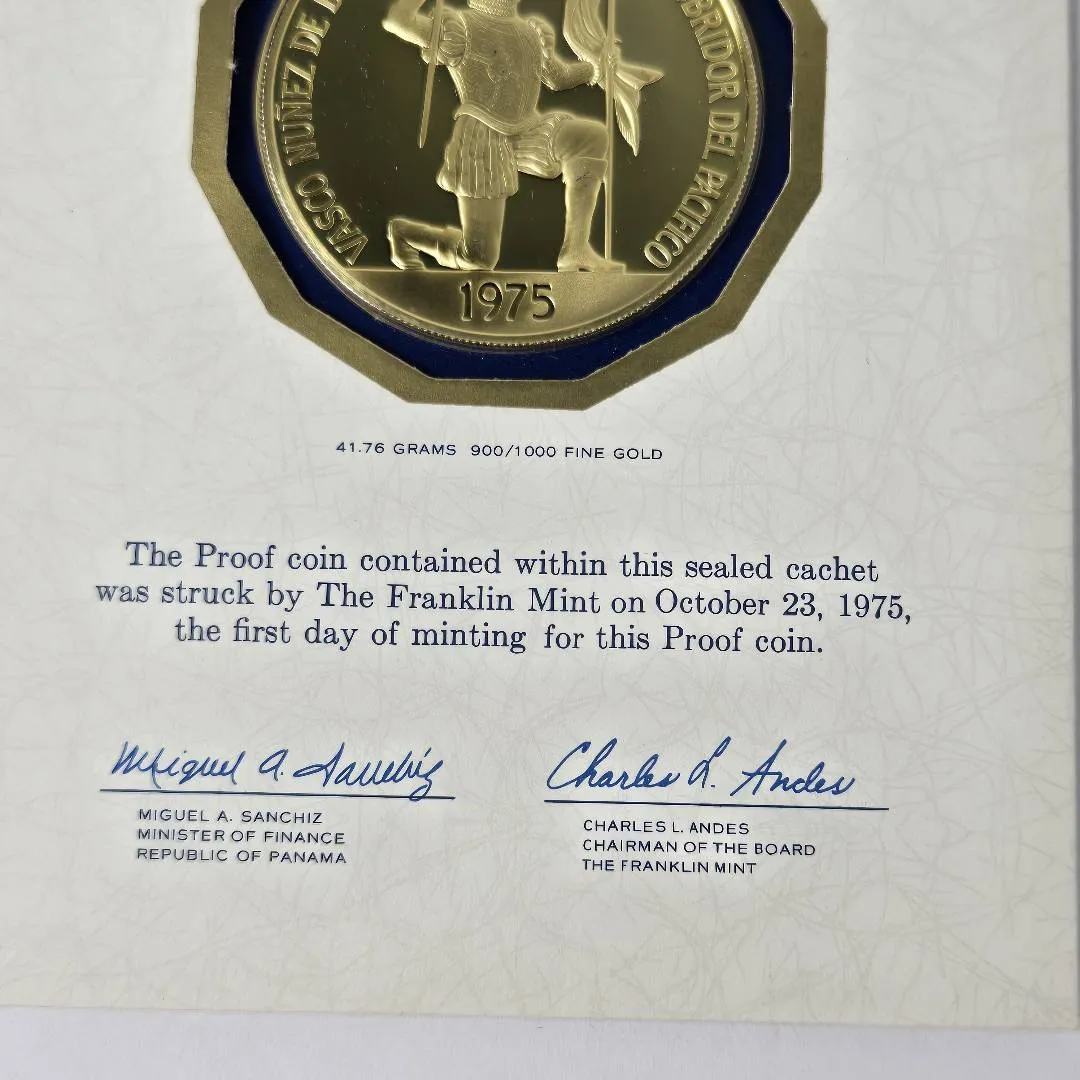 VASCO NUÑEZ DE
BRIDOR DEL PACIFICO
1975
41.76 GRAMS 900/1000 FINE GOLD
The Proof coin contained within this sealed cachet
was struck by The Franklin Mint on October 23, 1975,
the first day of minting for this Proof coin.
Miguel A. Sanchiz
Charles L. Andes
MIGUEL A. SANCHIZ
MINISTER OF FINANCE
REPUBLIC OF PANAMA
CHARLES L. ANDES
CHAIRMAN OF THE BOARD
THE FRANKLIN MINT